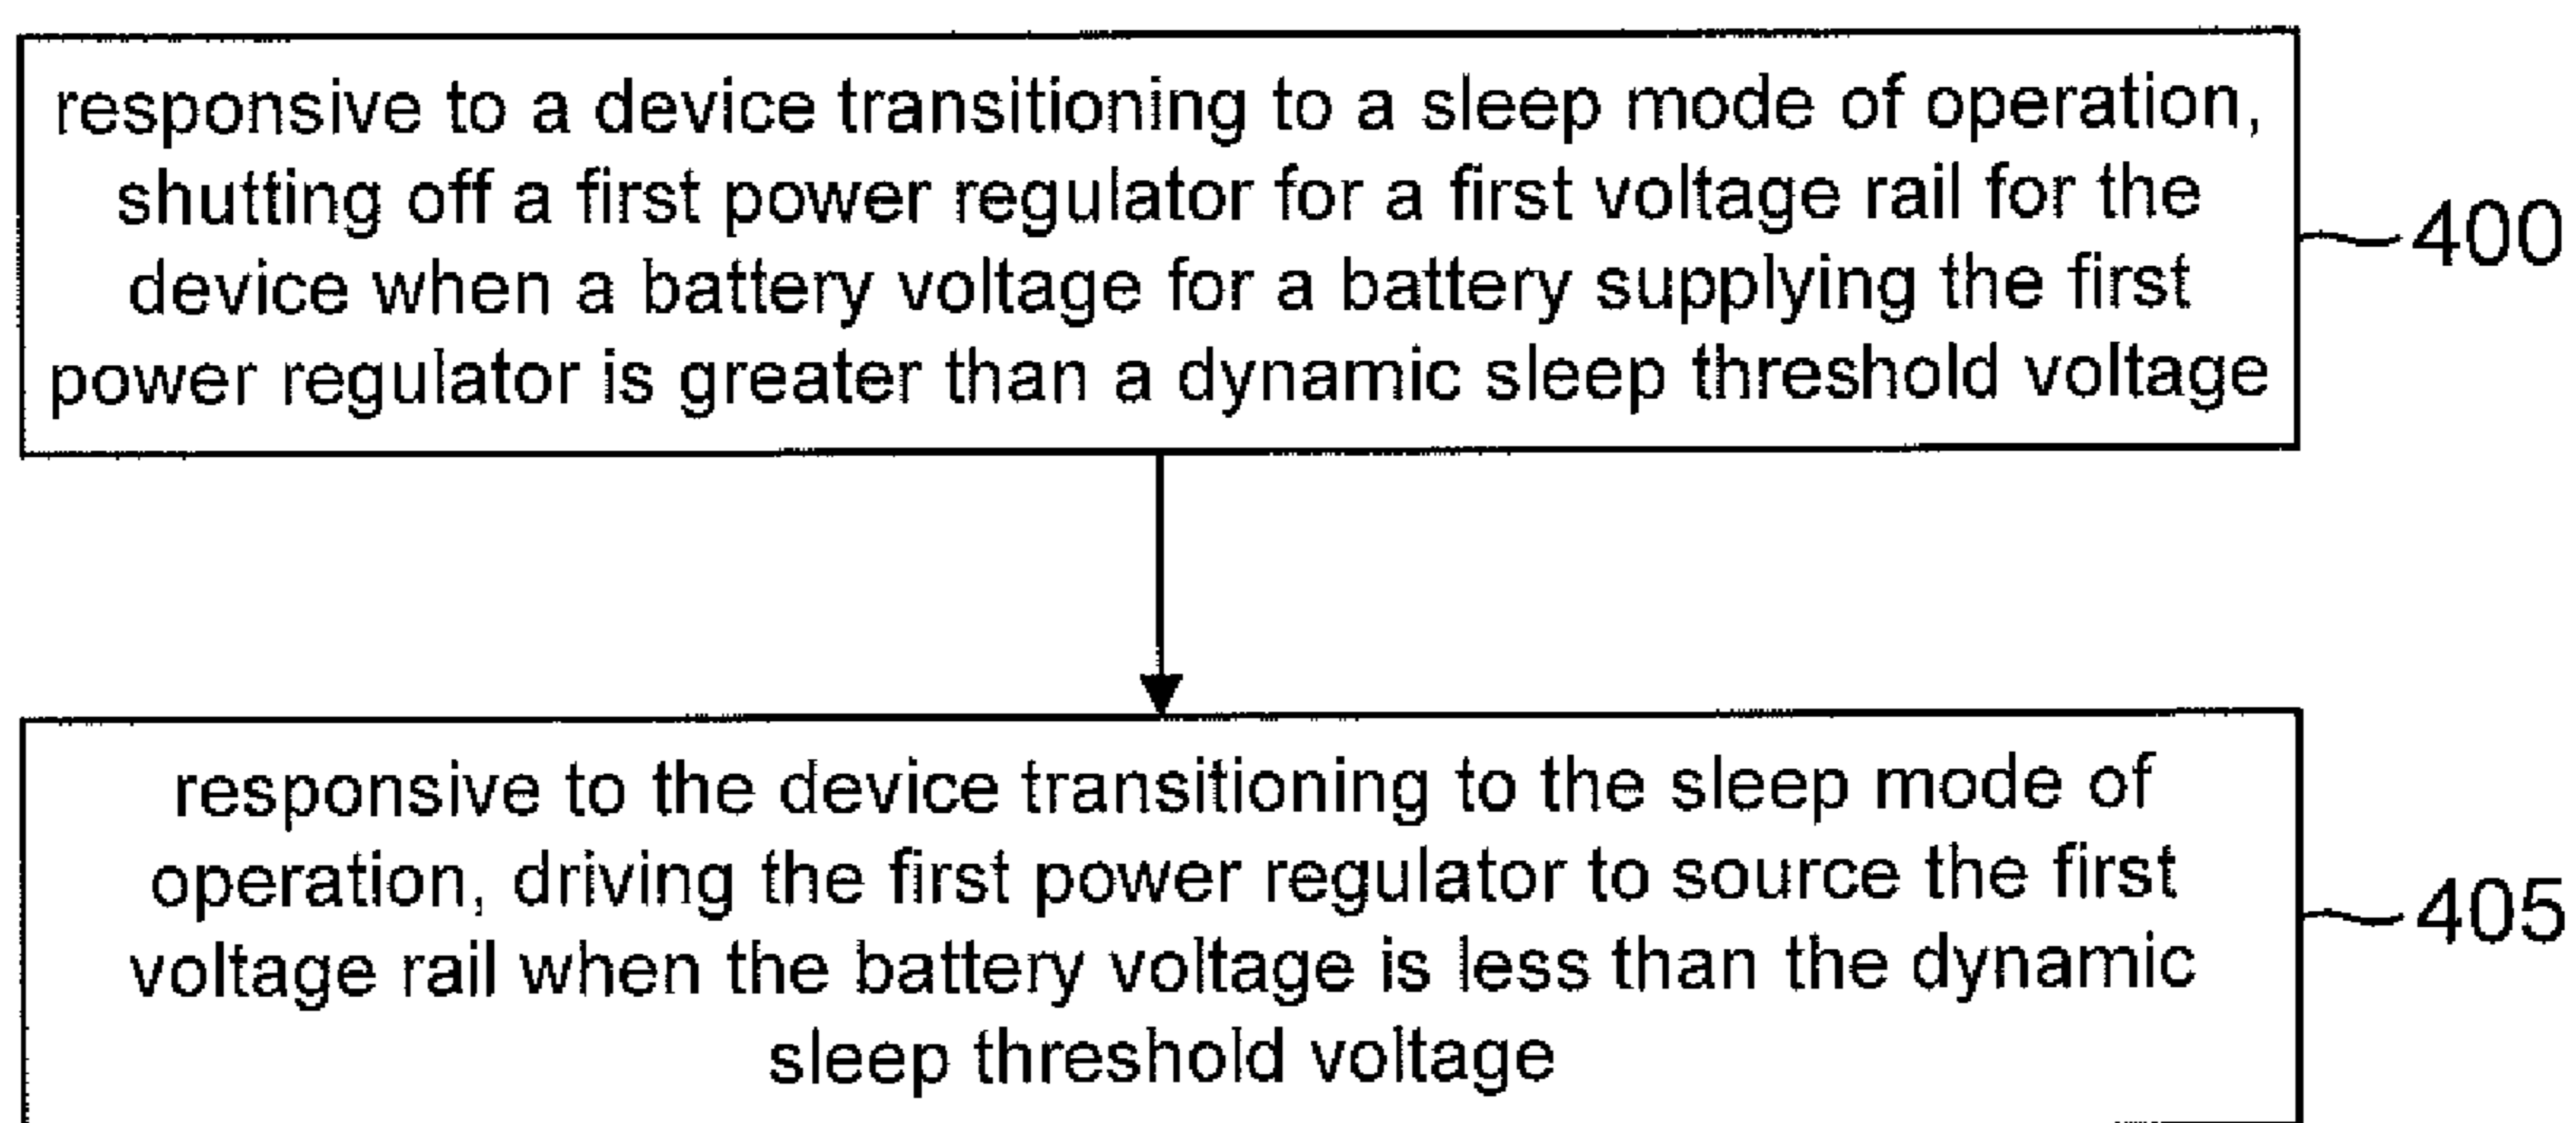 responsive to a device transitioning to a sleep mode of operation,
shutting off a first power regulator for a first voltage rail for the
device when a battery voltage for a battery supplying the first
power regulator is greater than a dynamic sleep threshold voltage
400
responsive to the device transitioning to the sleep mode of
operation, driving the first power regulator to source the first
voltage rail when the battery voltage is less than the dynamic
sleep threshold voltage
405